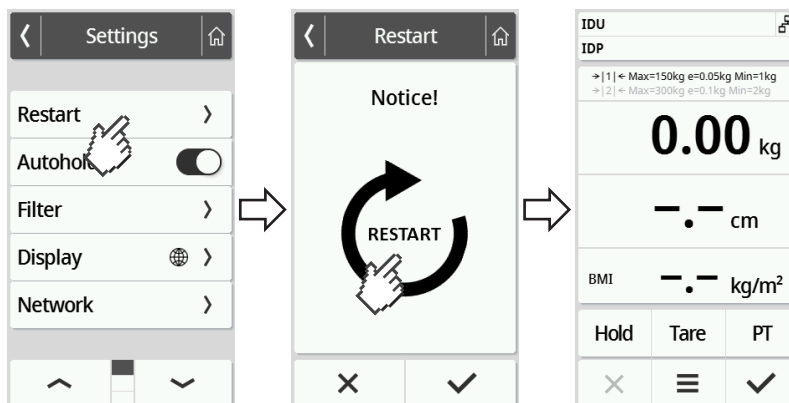 Settings
Restart
Autohol
Filter
Display
Network
Restart
Notice!
RESTART
IDU
IDP
→|1|← Max=150kg e=0.05kg Min=1kg
→|2|← Max=300kg e=0.1kg Min=2kg
0.00 kg
-.- cm
BMI -.- kg/m²
Hold Tare PT